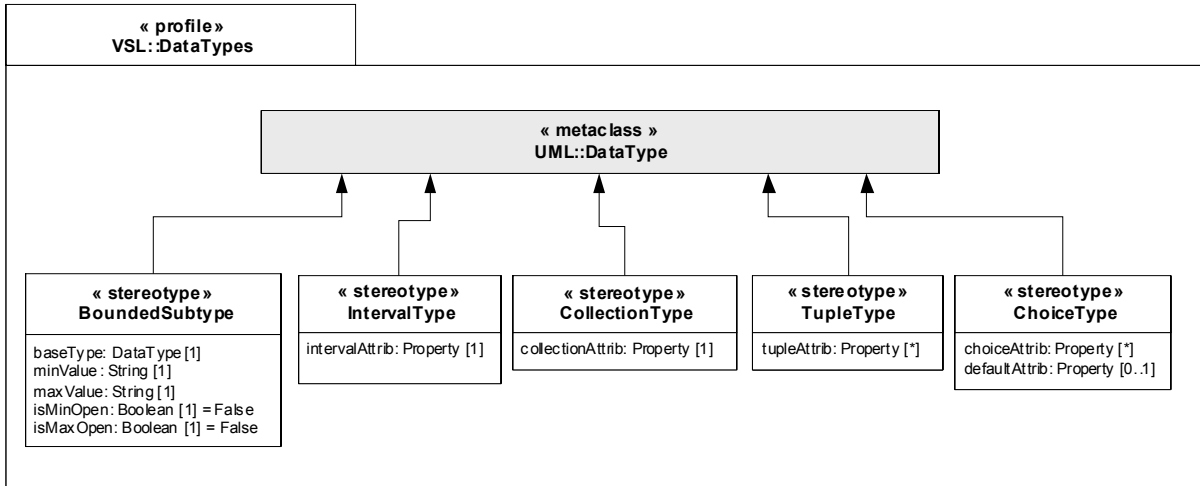 « profile»
VSL::DataTypes
« metaclass »
UML::DataType
« stereotype»
BoundedSubtype
baseType: DataType [1]
minValue: String [1]
maxValue: String [1]
isMinOpen: Boolean [1] = False
isMaxOpen: Boolean [1] = False
« stereotype»
IntervalType
intervalAttrib: Property [1]
« stereotype»
CollectionType
collectionAttrib: Property [1]
« stereotype»
TupleType
tupleAttrib: Property [*]
« stereotype»
ChoiceType
choiceAttrib: Property [*]
defaultAttrib: Property [0..1]